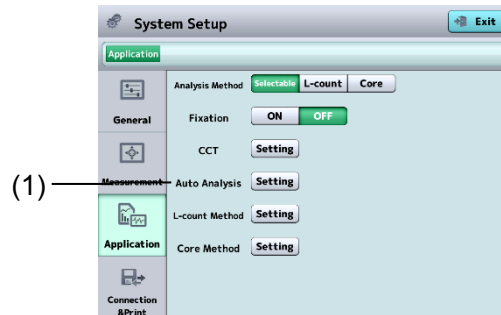 System Setup
Exit
Application
Analysis Method Selectable L-count Core
General
Fixation ON OFF
CCT Setting
(1)
Measurement
Auto Analysis Setting
L-count Method Setting
Application
Core Method Setting
Connection
&Print